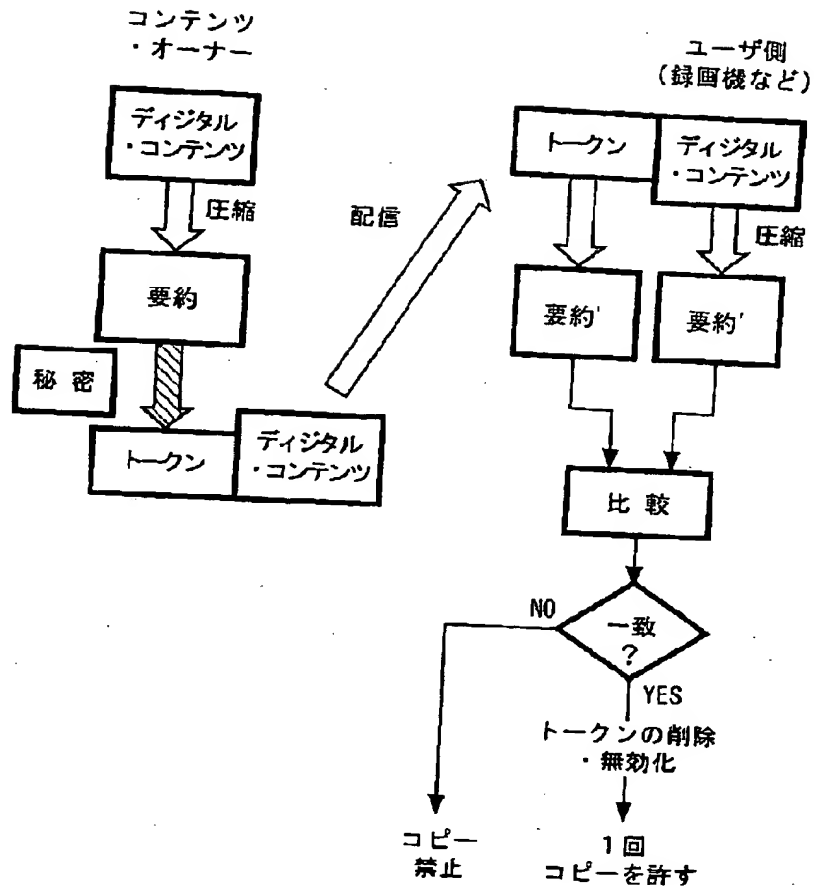 コンテンツ
・オーナー
ディジタル
・コンテンツ
圧縮
要約
秘密
トークン
ディジタル
・コンテンツ
配信
ユーザ側
(録画機など)
トークン
ディジタル
・コンテンツ
圧縮
要約'
要約'
比較
一致
?
NO
YES
トークンの削除
・無効化
コピー
禁止
1回
コピーを許す